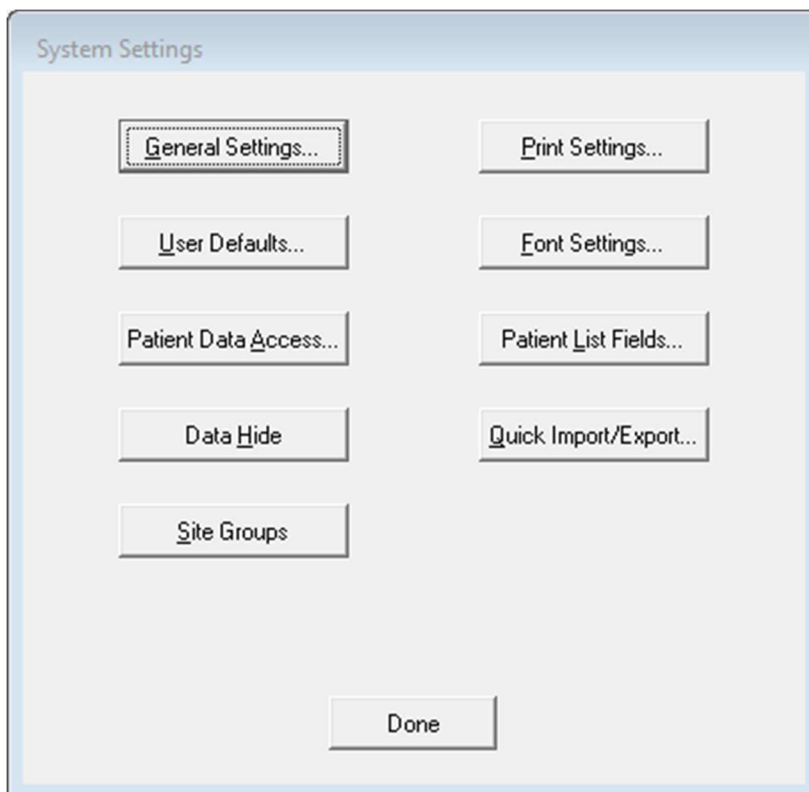 System Settings
General Settings...
Print Settings...
User Defaults...
Font Settings...
Patient Data Access...
Patient List Fields...
Data Hide
Quick Import/Export...
Site Groups
Done